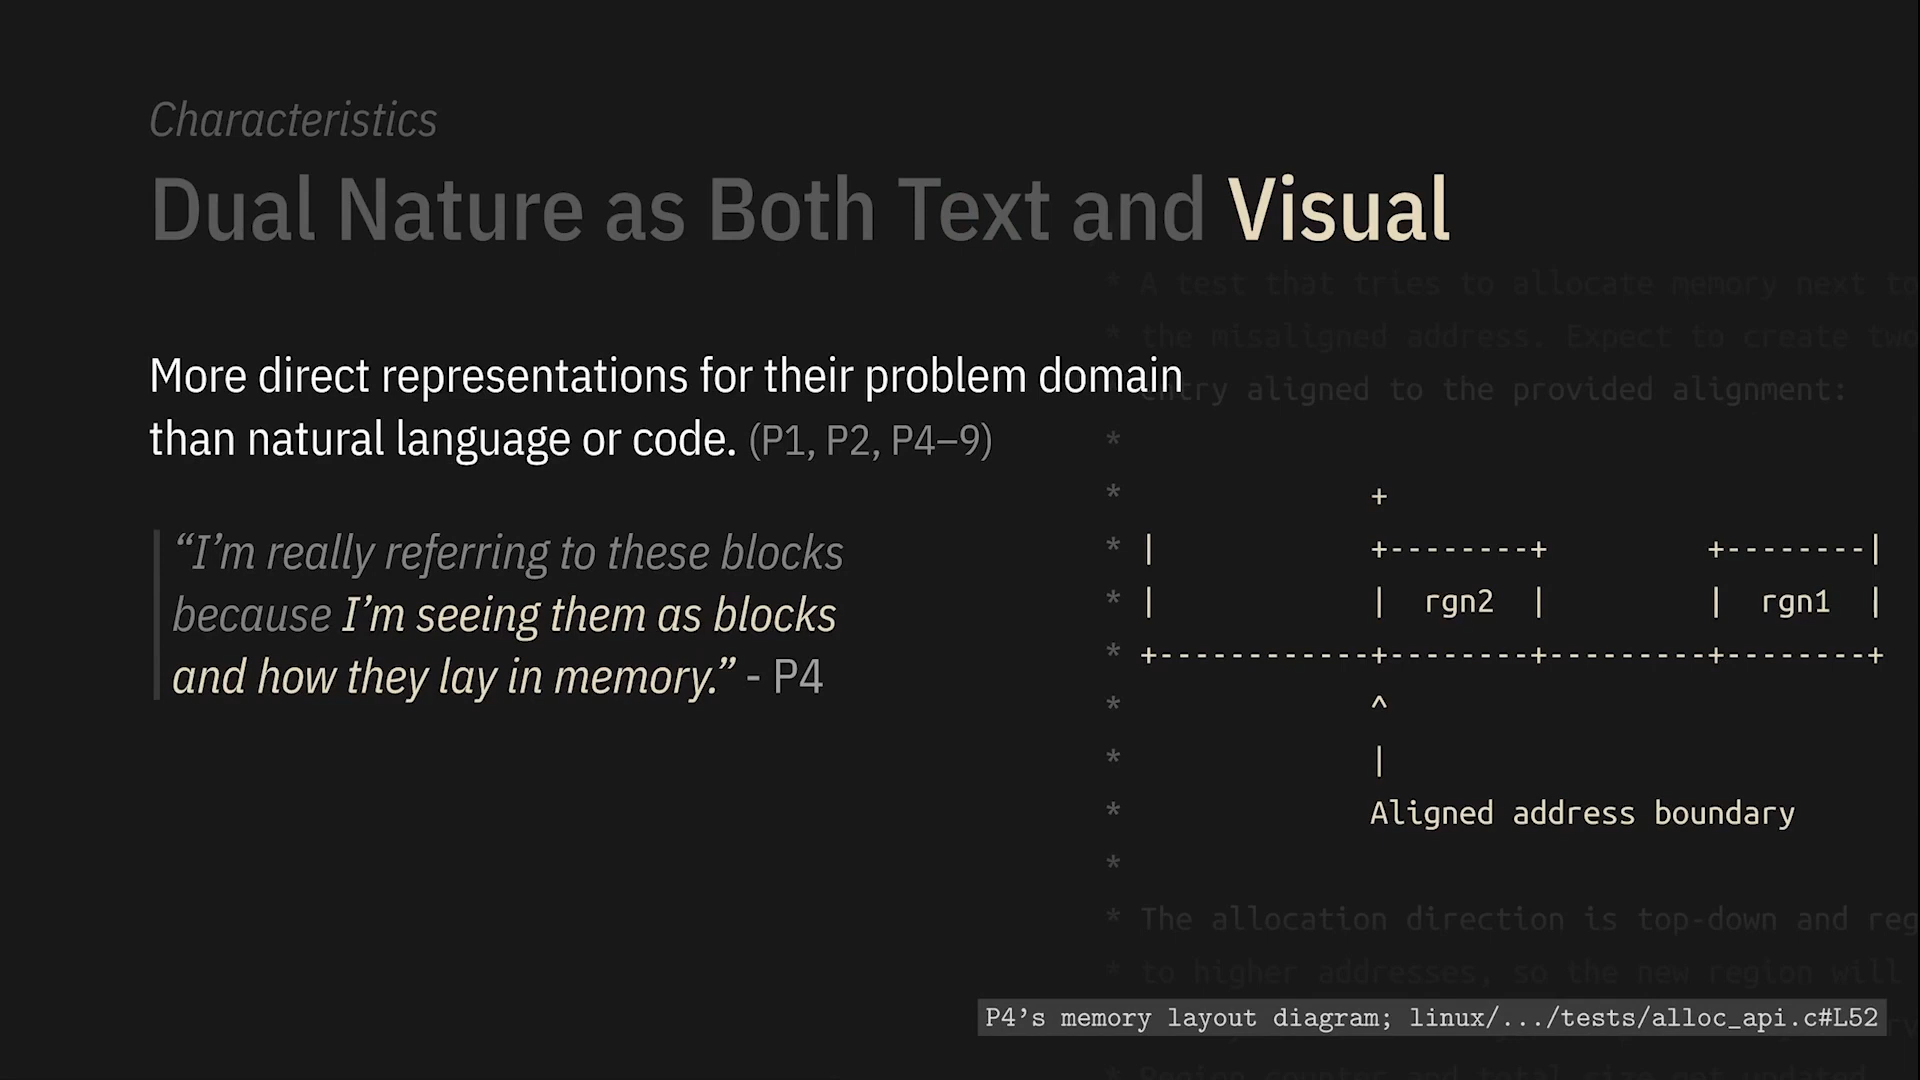 Characteristics
Dual Nature as Both Text and Visual
More direct representations for their problem domain
than natural language or code. (P1, P2, P4–9)
“I’m really referring to these blocks
because I’m seeing them as blocks
and how they lay in memory.” - P4
* A test that tries to allocate memory next to
* the misaligned address. Expect to create two
entry aligned to the provided alignment:
*
*              +
* |            +--------+         +--------|
* |            |  rgn2  |         |  rgn1  |
* +------------+--------+---------+--------+
*              ^
*              |
*              Aligned address boundary
*
* The allocation direction is top-down and reg
* to higher addresses, so the new region will
P4’s memory layout diagram; linux/.../tests/alloc_api.c#L52